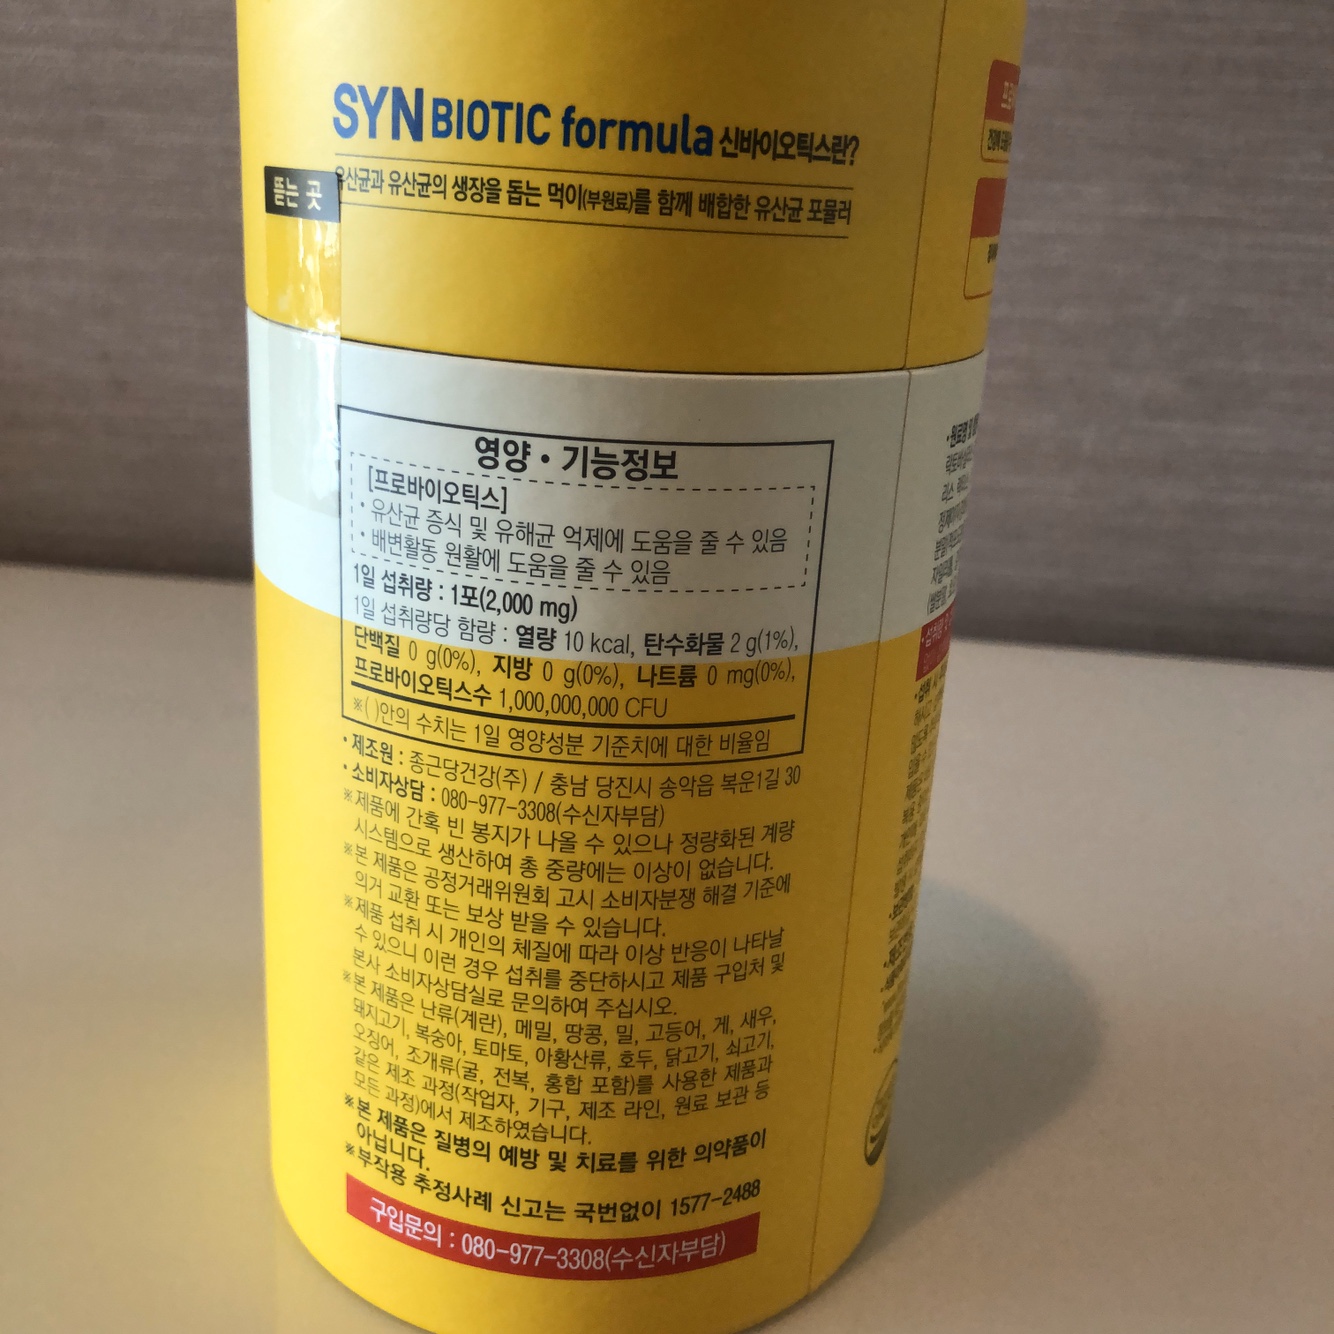 SYNBIOTIC formula 신바이오틱스란?
뜯는 곳
유산균과 유산균의 생장을 돕는 먹이(부원료)를 함께 배합한 유산균 포뮬러
영양·기능정보
[프로바이오틱스]
·유산균 증식 및 유해균 억제에 도움을 줄 수 있음
·배변활동 원활에 도움을 줄 수 있음
1일 섭취량 : 1포(2,000 mg)
1일 섭취량당 함량 : 열량 10 kcal, 탄수화물 2 g(1%),
단백질 0 g(0%), 지방 0 g(0%), 나트륨 0 mg(0%),
프로바이오틱스수 1,000,000,000 CFU
※( )안의 수치는 1일 영양성분 기준치에 대한 비율임
·제조원 : 종근당건강(주) / 충남 당진시 송악읍 복운1길 30
·소비자상담 : 080-977-3308(수신자부담)
※제품에 간혹 빈 봉지가 나올 수 있으나 정량화된 계량
시스템으로 생산하여 총 중량에는 이상이 없습니다.
※본 제품은 공정거래위원회 고시 소비자분쟁 해결 기준에
의거 교환 또는 보상 받을 수 있습니다.
※제품 섭취 시 개인의 체질에 따라 이상 반응이 나타날
수 있으니 이런 경우 섭취를 중단하시고 제품 구입처 및
본사 소비자상담실로 문의하여 주십시오.
※본 제품은 난류(계란), 메밀, 땅콩, 밀, 고등어, 게, 새우,
돼지고기, 복숭아, 토마토, 아황산류, 호두, 닭고기, 쇠고기,
오징어, 조개류(굴, 전복, 홍합 포함)를 사용한 제품과
같은 제조 과정(작업자, 기구, 제조 라인, 원료 보관 등
모든 과정)에서 제조하였습니다.
※본 제품은 질병의 예방 및 치료를 위한 의약품이
아닙니다.
※부작용 추정사례 신고는 국번없이 1577-2488
구입문의 : 080-977-3308(수신자부담)